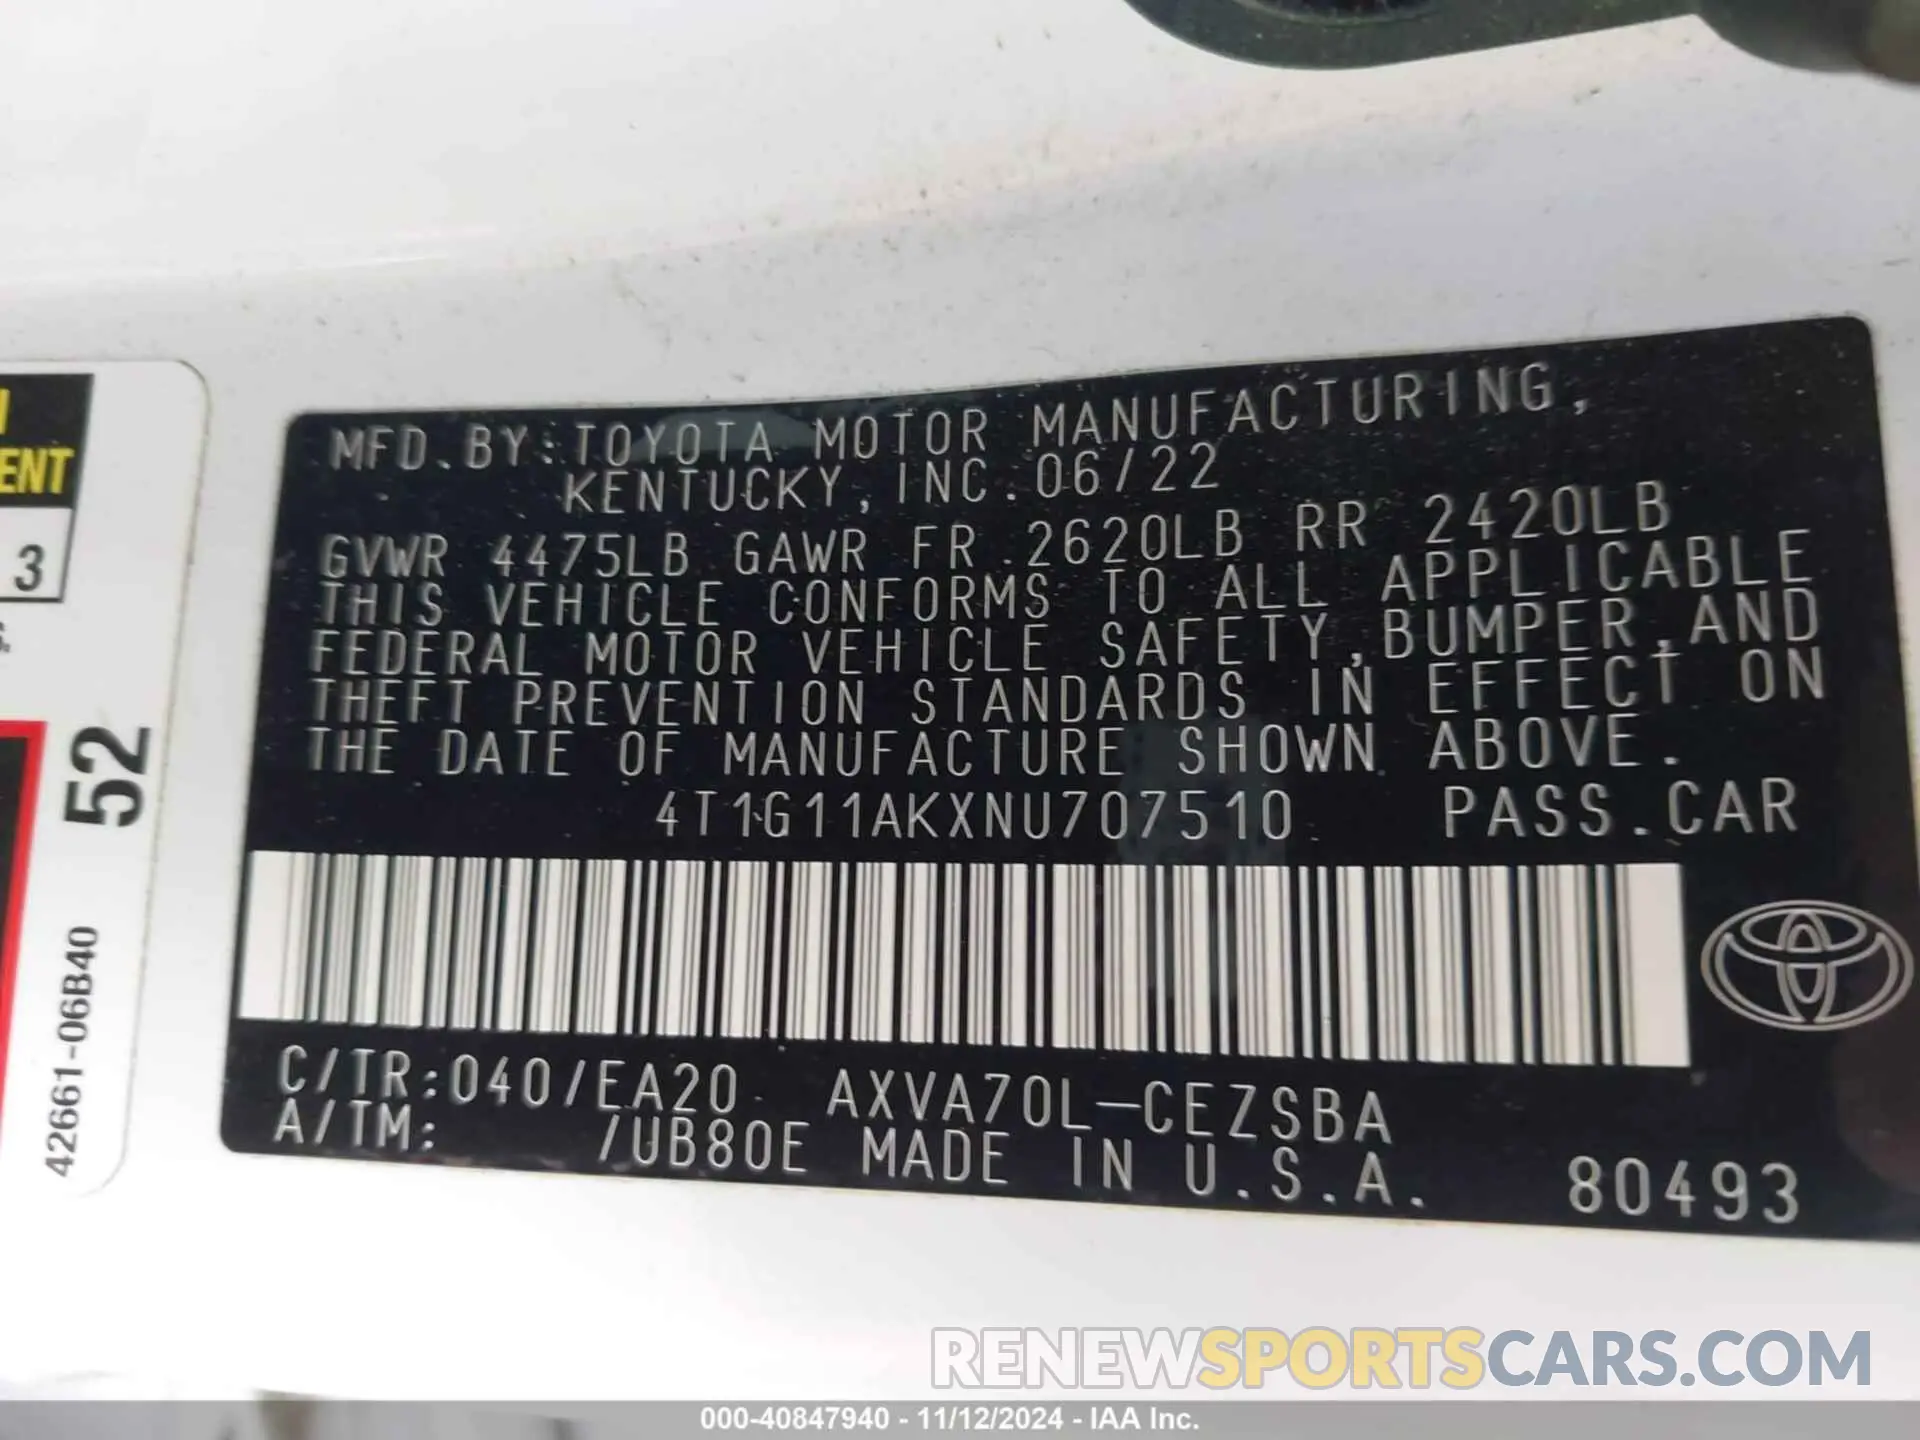 MFD. BY: TOYOTA MOTOR MANUFACTURING,
KENTUCKY, INC. 06/22
GVWR 4475LB GAWR FR 2620LB RR 2420LB
THIS VEHICLE CONFORMS TO ALL APPLICABLE
FEDERAL MOTOR VEHICLE SAFETY, BUMPER, AND
THEFT PREVENTION STANDARDS IN EFFECT ON
THE DATE OF MANUFACTURE SHOWN ABOVE.
4T1G11AKXNU707510 PASS. CAR
C/TR: 040/EA20 AXVA70L-CEZSBA
A/TM: /UB80E MADE IN U.S.A.
80493
3
52
42661-06B40
RENEWSPORTSCARS.COM
000-40847940 - 11/12/2024 - IAA Inc.